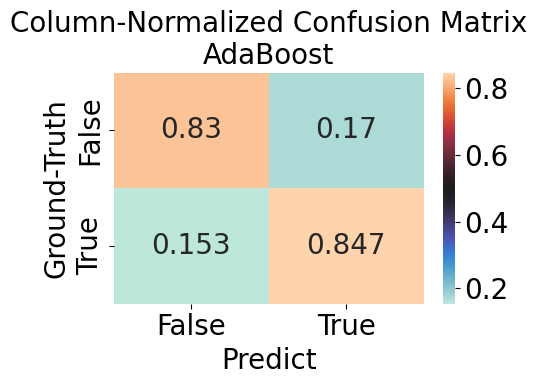 Column-Normalized Confusion Matrix
AdaBoost
Ground-Truth
False
True
0.83
0.17
0.153
0.847
False
True
Predict
0.8
0.6
0.4
0.2